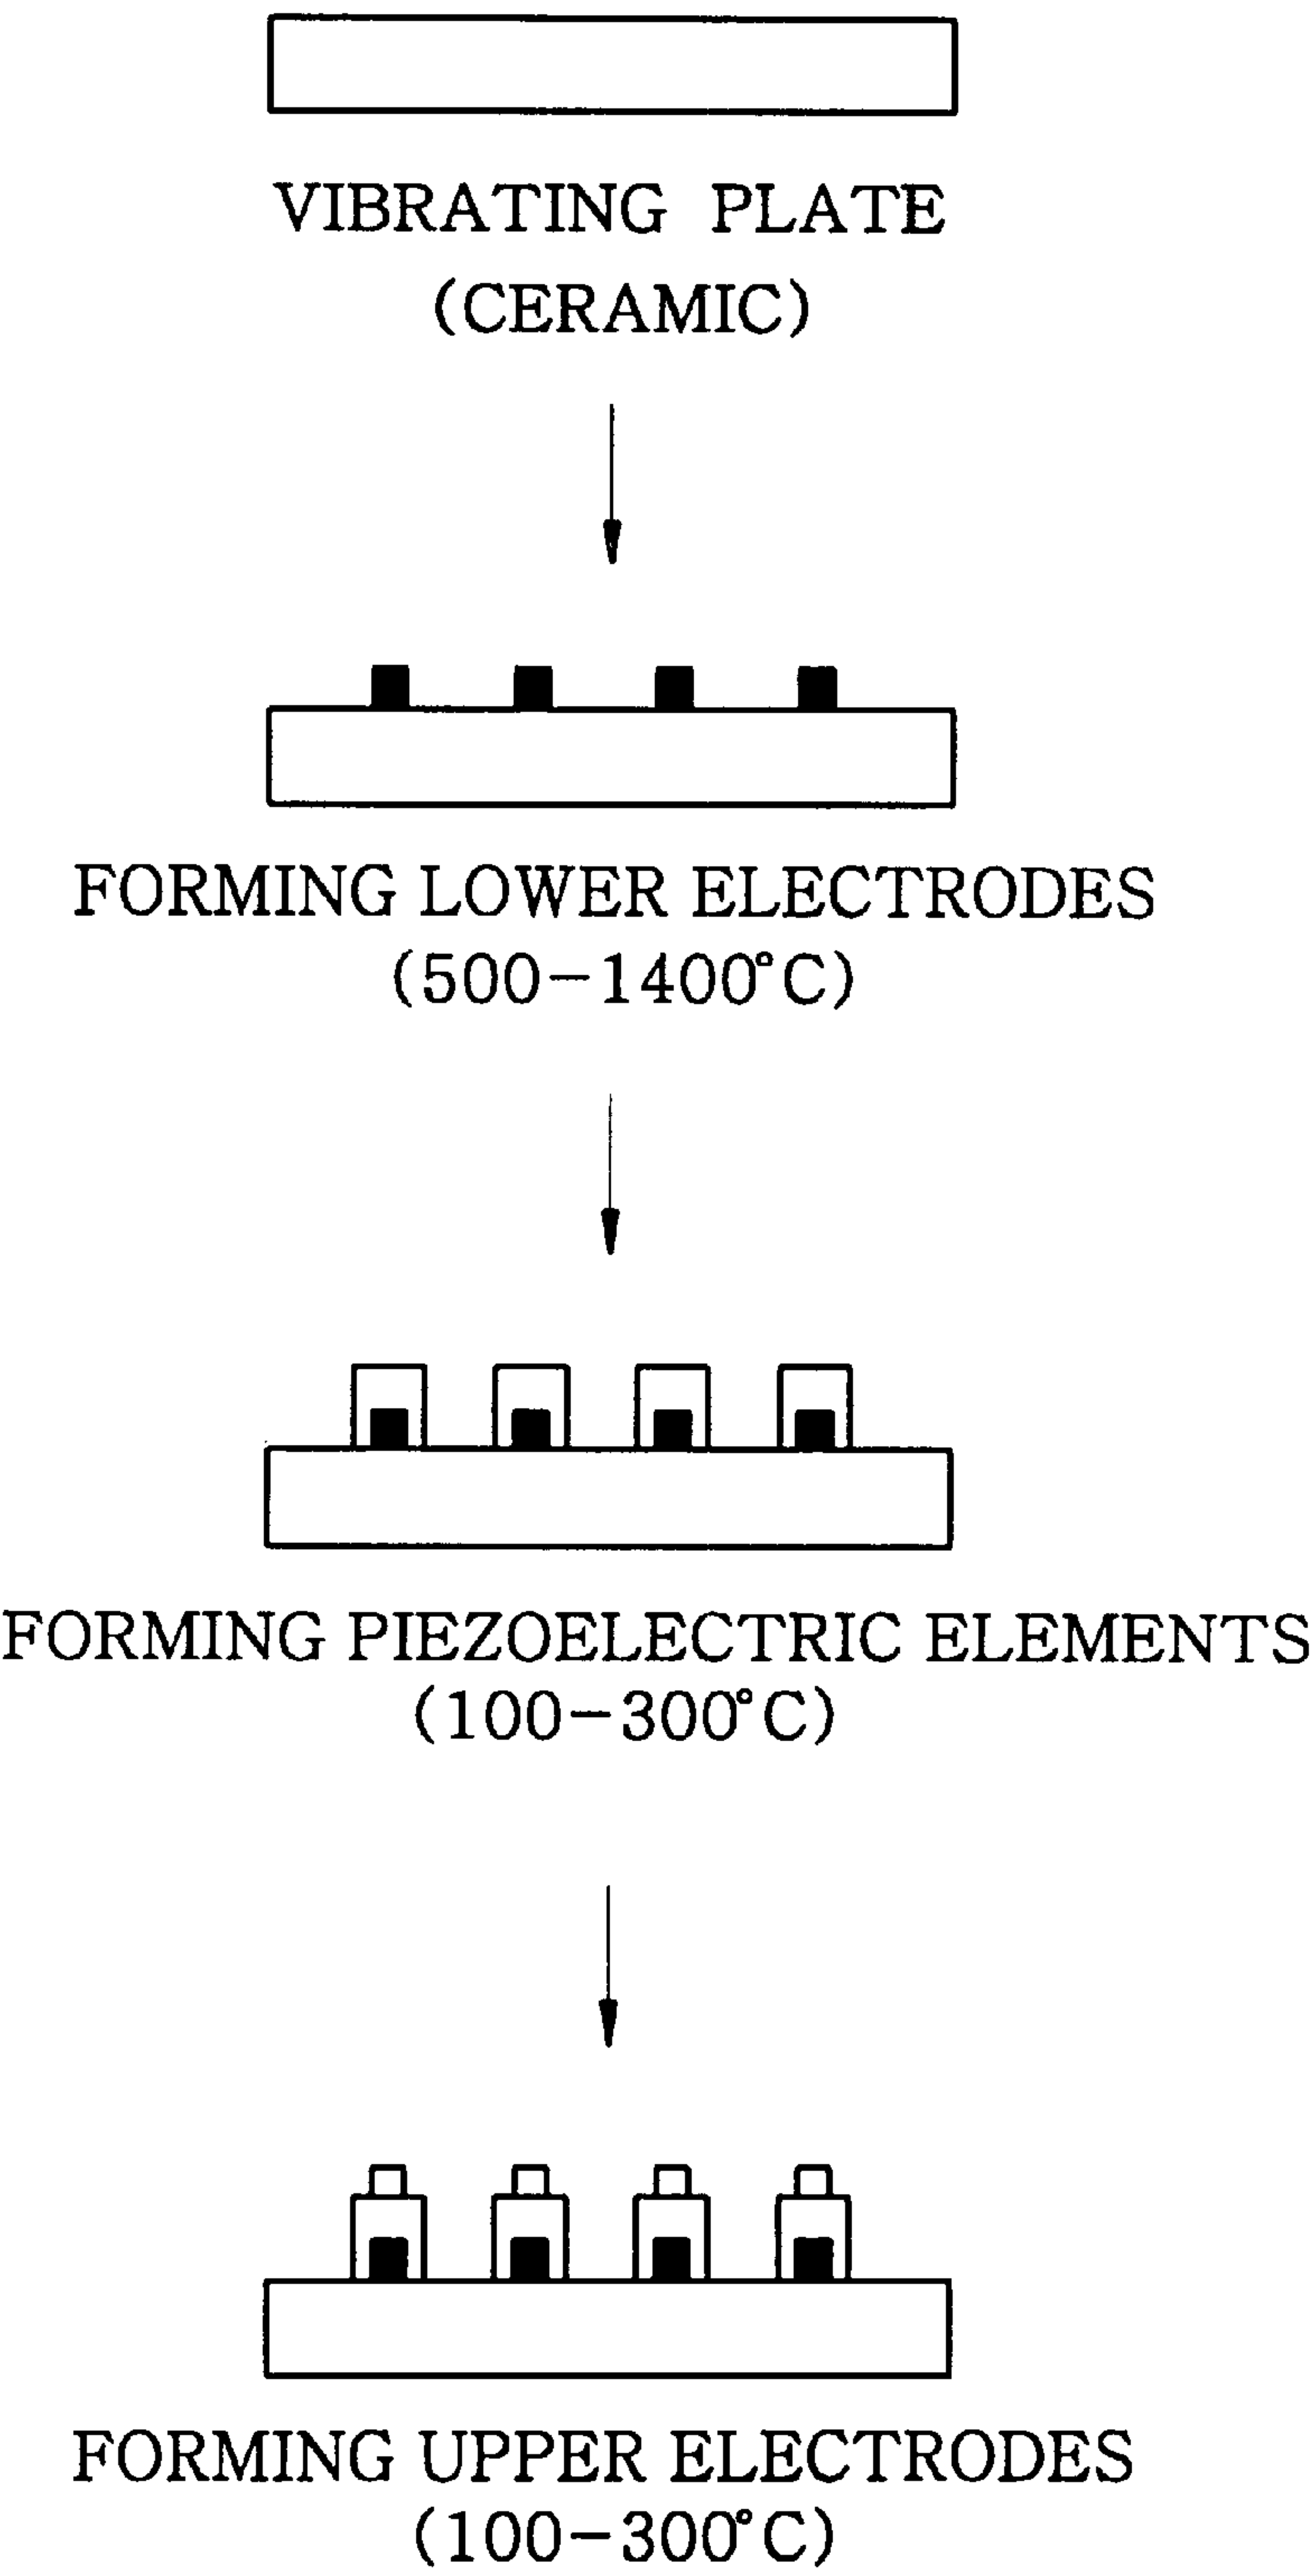 VIBRATING PLATE
(CERAMIC)
FORMING LOWER ELECTRODES
(500-1400°C)
FORMING PIEZOELECTRIC ELEMENTS
(100-300°C)
FORMING UPPER ELECTRODES
(100-300°C)